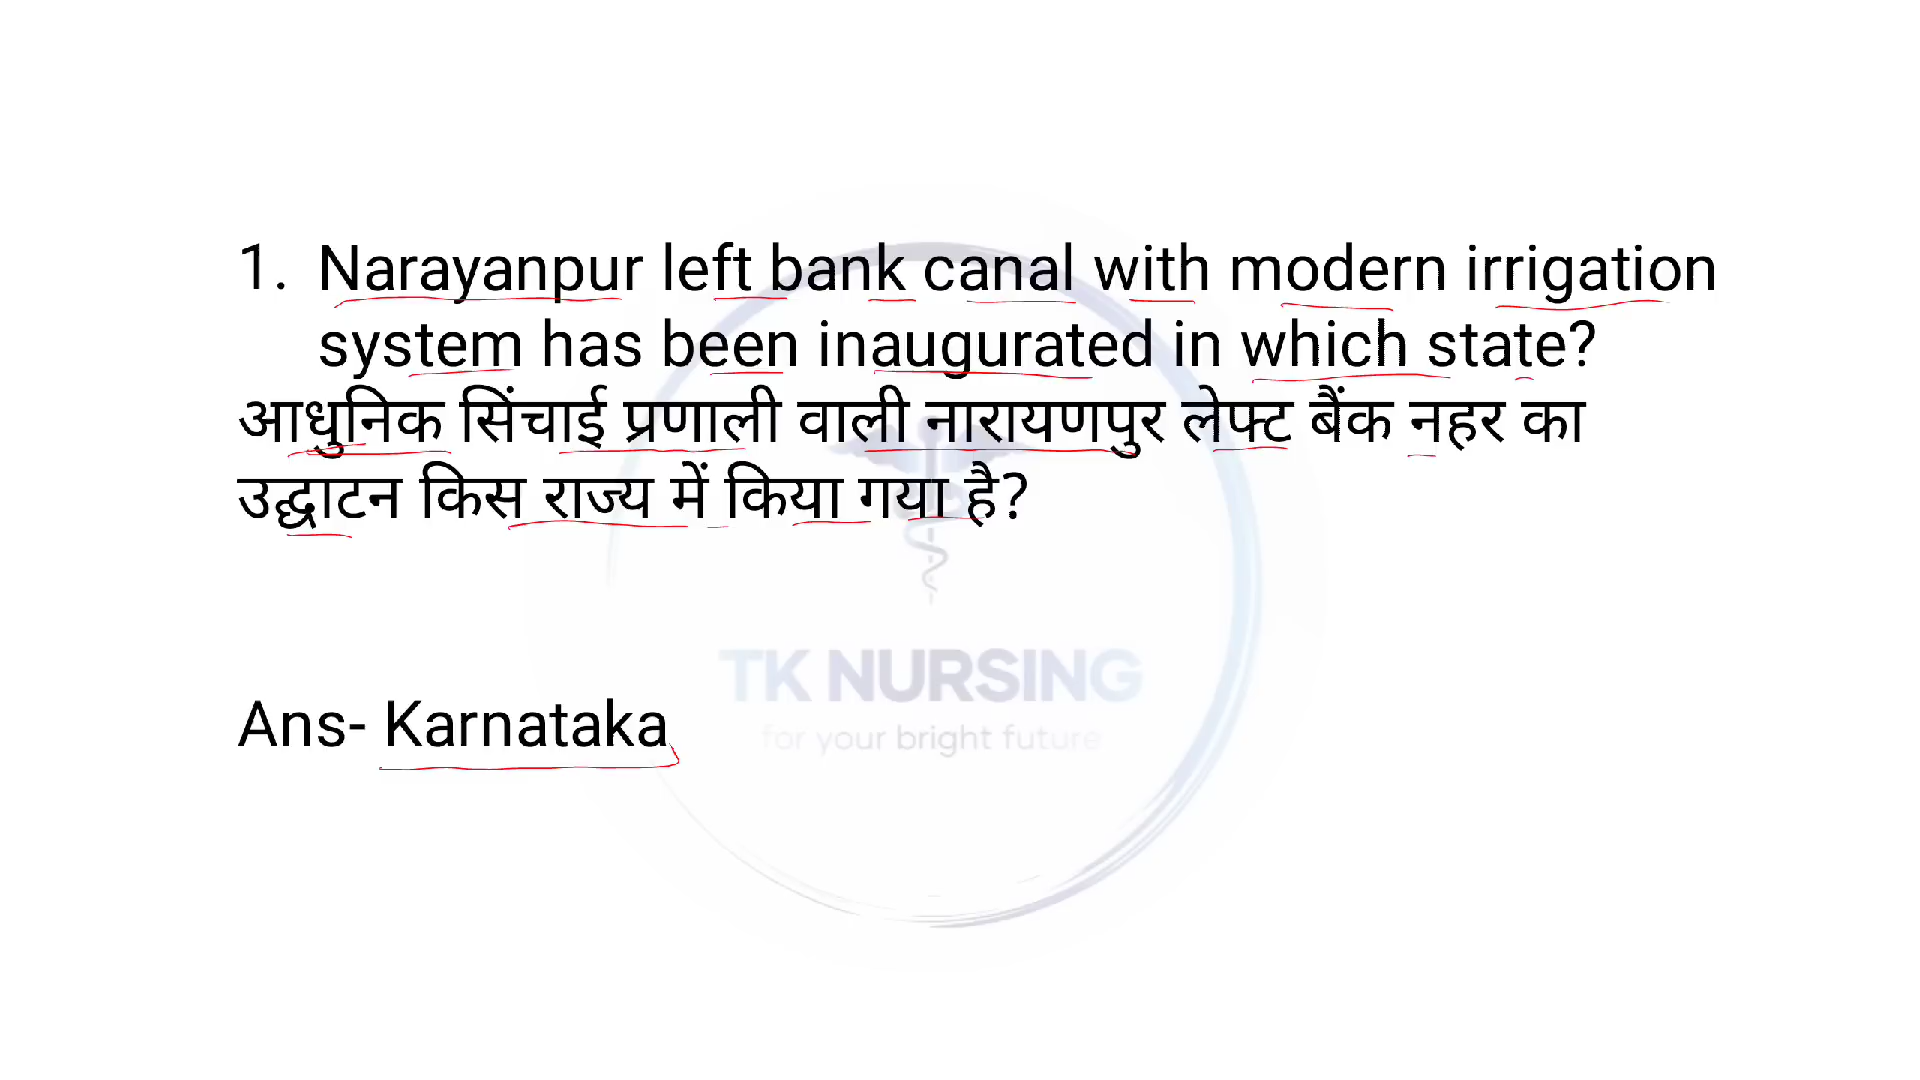 1. Narayanpur left bank canal with modern irrigation
system has been inaugurated in which state?
आधुनिक सिंचाई प्रणाली वाली नारायणपुर लेफ्ट बैंक नहर का
उद्घाटन किस राज्य में किया गया है?
TK NURSING
Ans- Karnataka
for your bright future